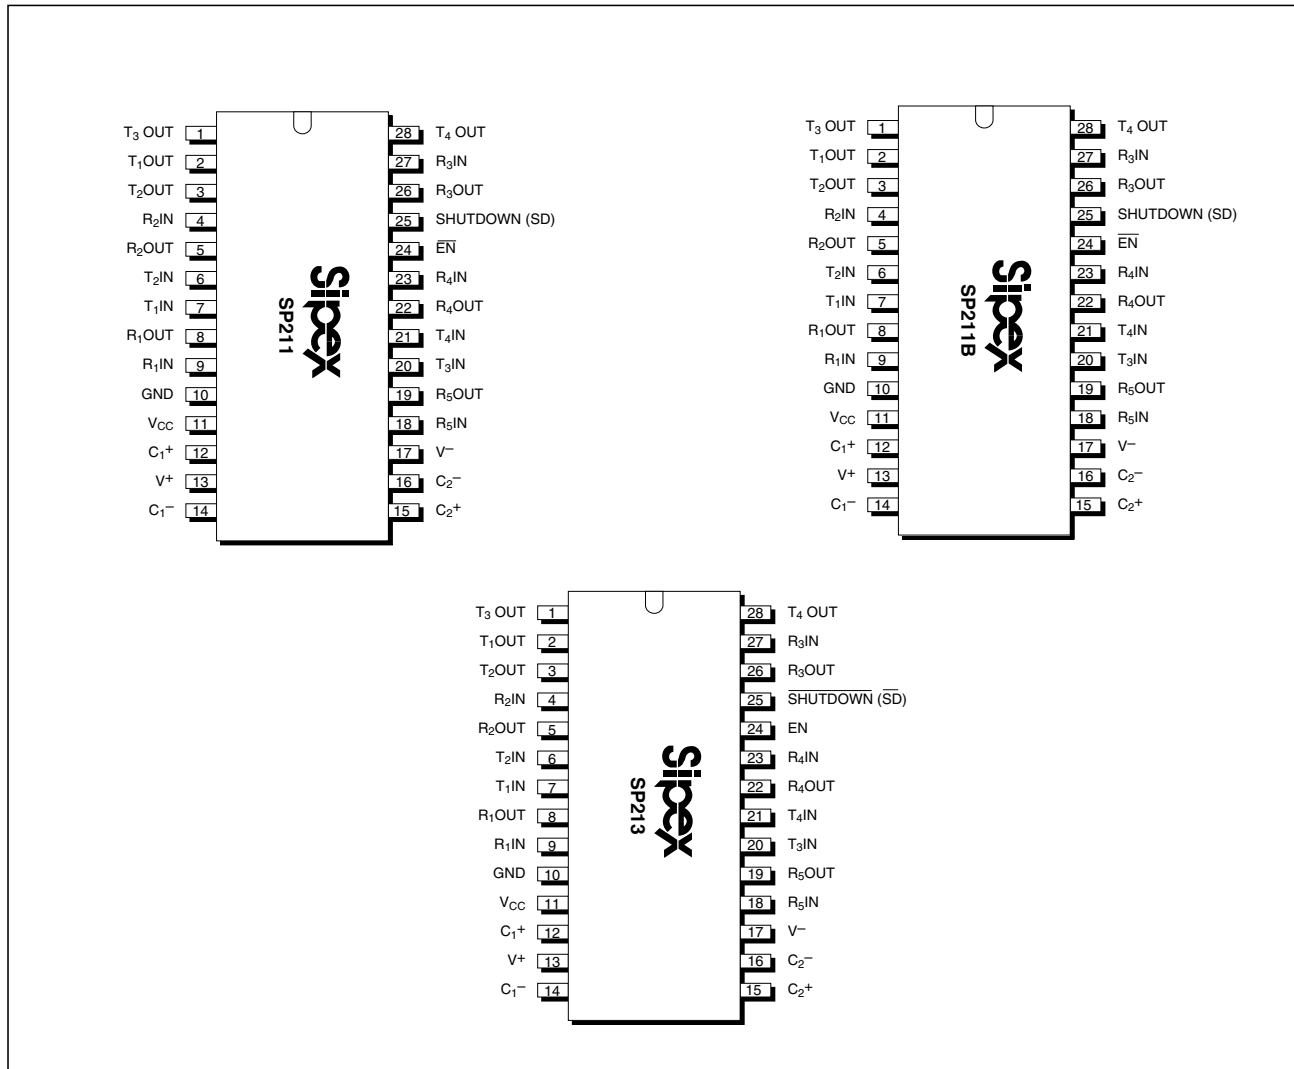 T3 OUT 1 28 T4 OUT
T1OUT 2 27 R3IN
T2OUT 3 26 R3OUT
R2IN 4 25 SHUTDOWN (SD)
R2OUT 5 24 E̅N̅
T2IN 6 23 R4IN
T1IN 7 22 R4OUT
R1OUT 8 21 T4IN
R1IN 9 20 T3IN
GND 10 19 R5OUT
VCC 11 18 R5IN
C1+ 12 17 V–
V+ 13 16 C2–
C1– 14 15 C2+
Sipex
SP211
T3 OUT 1 28 T4 OUT
T1OUT 2 27 R3IN
T2OUT 3 26 R3OUT
R2IN 4 25 SHUTDOWN (SD)
R2OUT 5 24 E̅N̅
T2IN 6 23 R4IN
T1IN 7 22 R4OUT
R1OUT 8 21 T4IN
R1IN 9 20 T3IN
GND 10 19 R5OUT
VCC 11 18 R5IN
C1+ 12 17 V–
V+ 13 16 C2–
C1– 14 15 C2+
Sipex
SP211B
T3 OUT 1 28 T4 OUT
T1OUT 2 27 R3IN
T2OUT 3 26 R3OUT
R2IN 4 25 S̅H̅U̅T̅D̅O̅W̅N̅ (S̅D̅)
R2OUT 5 24 EN
T2IN 6 23 R4IN
T1IN 7 22 R4OUT
R1OUT 8 21 T4IN
R1IN 9 20 T3IN
GND 10 19 R5OUT
VCC 11 18 R5IN
C1+ 12 17 V–
V+ 13 16 C2–
C1– 14 15 C2+
Sipex
SP213